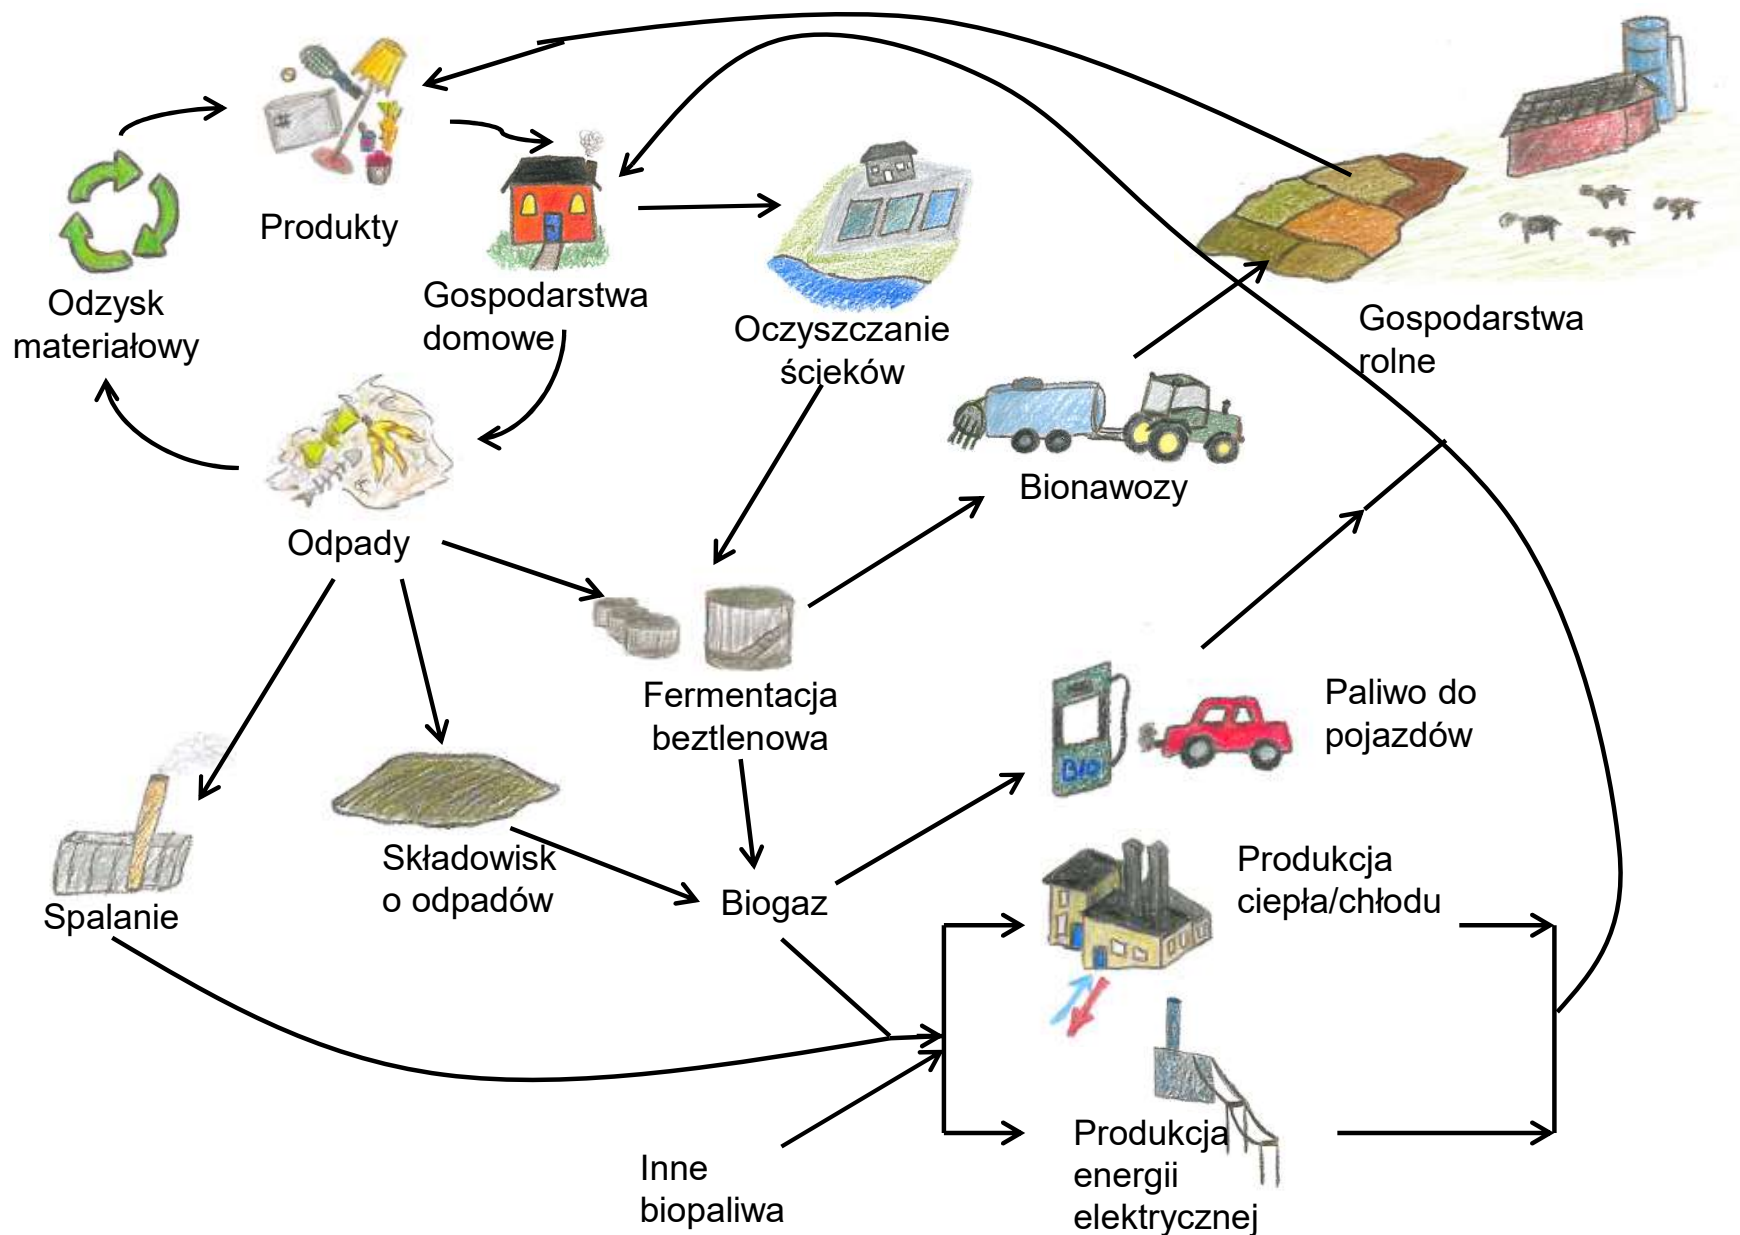 Produkty
Odzysk
materiałowy
Gospodarstwa
domowe
Oczyszczanie
ścieków
Gospodarstwa
rolne
Bionawozy
Odpady
Fermentacja
beztlenowa
Paliwo do
pojazdów
BIO
Składowisk
o odpadów
Produkcja
ciepła/chłodu
Spalanie
Biogaz
Produkcja
energii
elektrycznej
Inne
biopaliwa